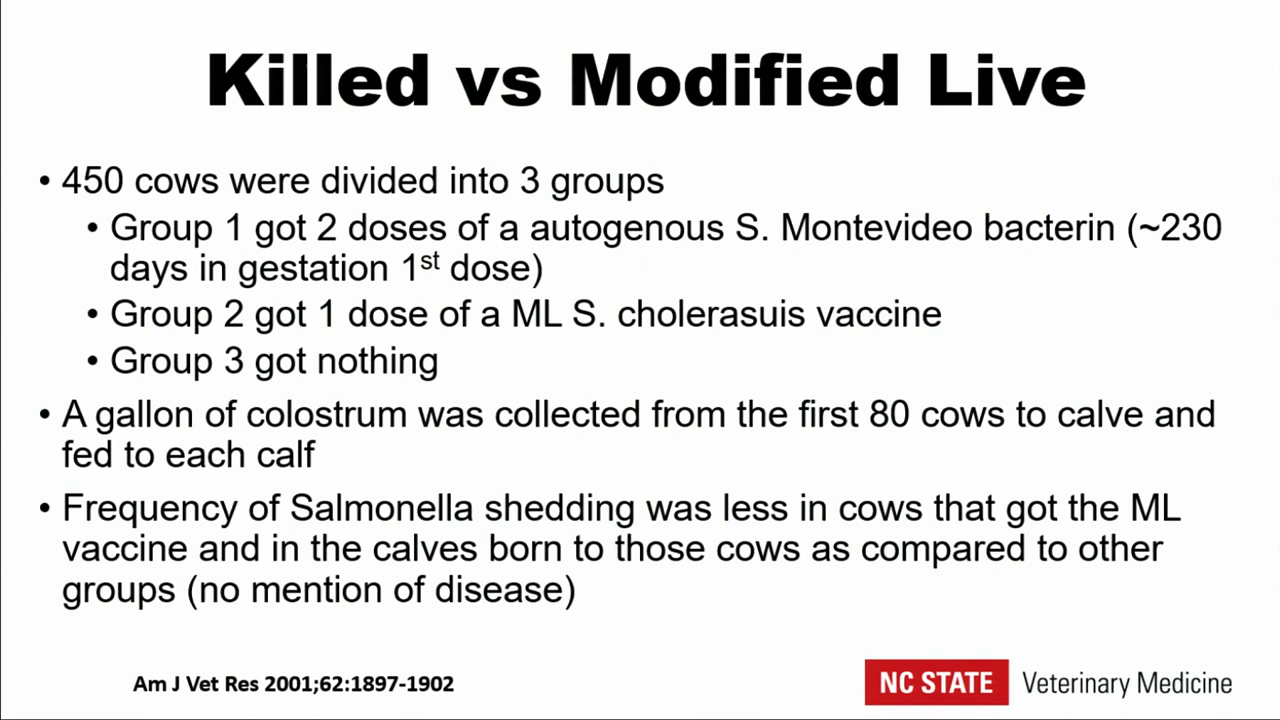 Killed vs Modified Live
• 450 cows were divided into 3 groups
• Group 1 got 2 doses of a autogenous S. Montevideo bacterin (~230
days in gestation 1st dose)
• Group 2 got 1 dose of a ML S. cholerasuis vaccine
• Group 3 got nothing
• A gallon of colostrum was collected from the first 80 cows to calve and
fed to each calf
• Frequency of Salmonella shedding was less in cows that got the ML
vaccine and in the calves born to those cows as compared to other
groups (no mention of disease)
Am J Vet Res 2001;62:1897-1902
NC STATE Veterinary Medicine